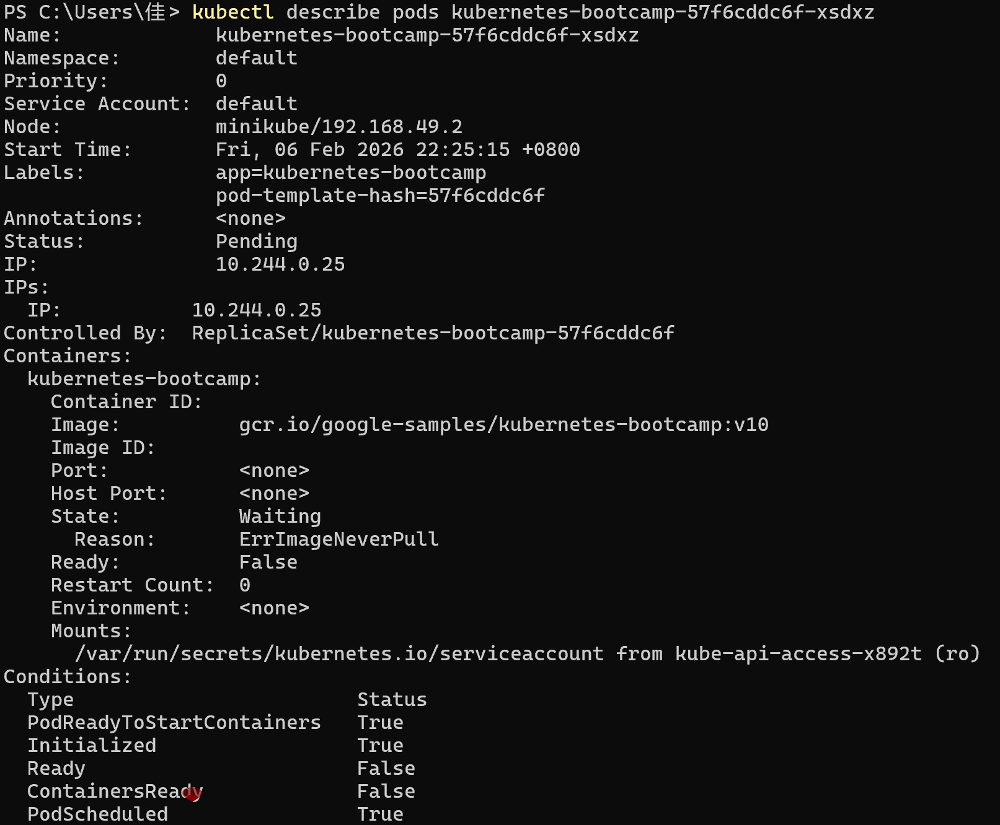 PS C:\Users\佳> kubectl describe pods kubernetes-bootcamp-57f6cddc6f-xsdxz
Name:             kubernetes-bootcamp-57f6cddc6f-xsdxz
Namespace:        default
Priority:         0
Service Account:  default
Node:             minikube/192.168.49.2
Start Time:       Fri, 06 Feb 2026 22:25:15 +0800
Labels:           app=kubernetes-bootcamp
                  pod-template-hash=57f6cddc6f
Annotations:      <none>
Status:           Pending
IP:               10.244.0.25
IPs:
  IP:           10.244.0.25
Controlled By:  ReplicaSet/kubernetes-bootcamp-57f6cddc6f
Containers:
  kubernetes-bootcamp:
    Container ID:
    Image:          gcr.io/google-samples/kubernetes-bootcamp:v10
    Image ID:
    Port:           <none>
    Host Port:      <none>
    State:          Waiting
      Reason:       ErrImageNeverPull
    Ready:          False
    Restart Count:  0
    Environment:    <none>
    Mounts:
      /var/run/secrets/kubernetes.io/serviceaccount from kube-api-access-x892t (ro)
Conditions:
  Type                        Status
  PodReadyToStartContainers   True
  Initialized                 True
  Ready                       False
  ContainersReady             False
  PodScheduled                True